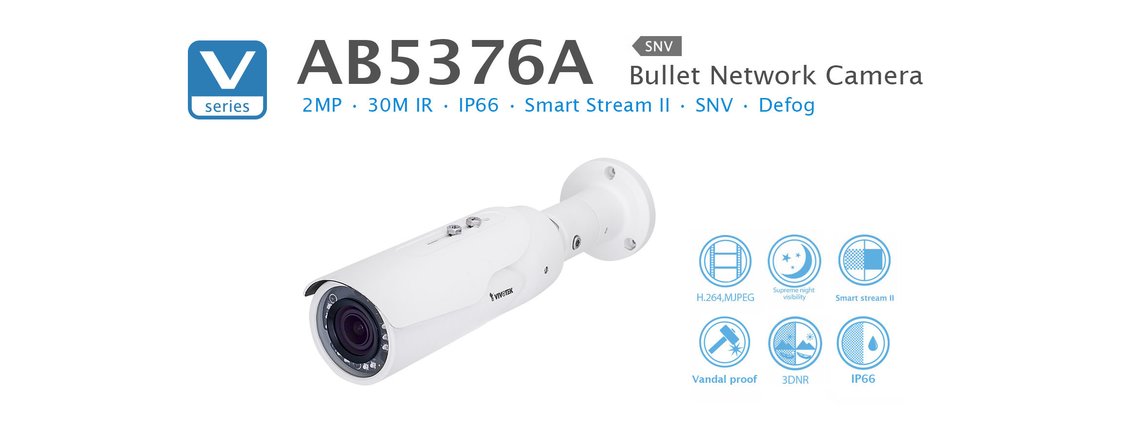 V
series
AB5376A
SNV
Bullet Network Camera
2MP · 30M IR · IP66 · Smart Stream II · SNV · Defog
VIVOTEK
H.264,MJPEG
Supreme night
visibility
Smart stream II
Vandal proof
3DNR
IP66